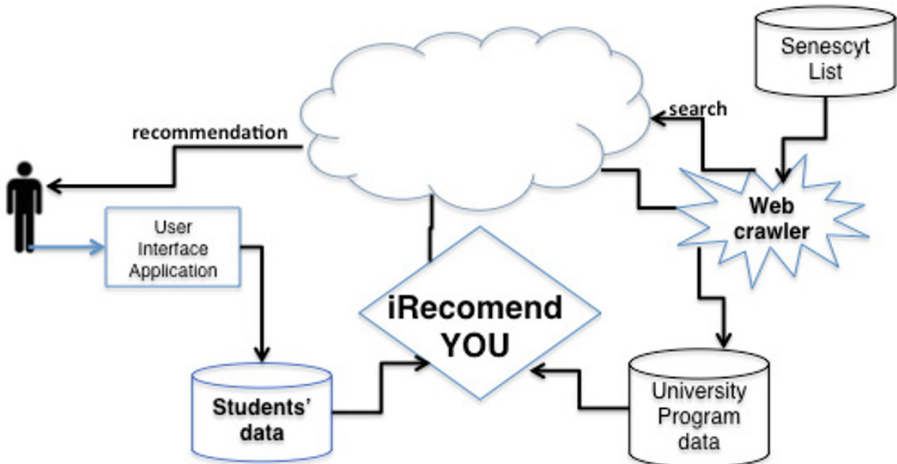 Senescyt
List
search
recommendation
Web
crawler
User
Interface
Application
iRecomend
YOU
University
Program
data
Students'
data